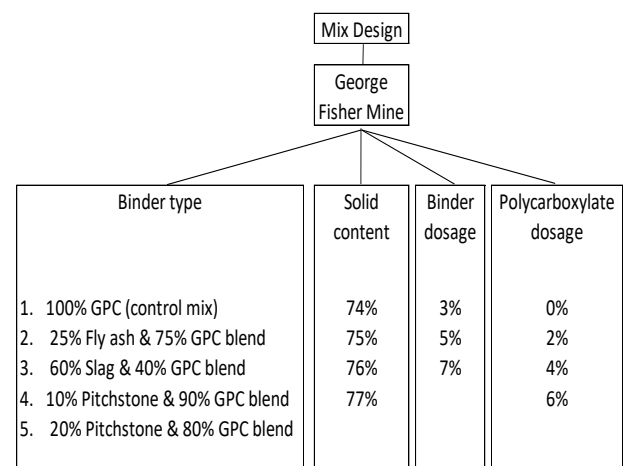 Mix Design
George
Fisher Mine
Binder type
1. 100% GPC (control mix)
2. 25% Fly ash & 75% GPC blend
3. 60% Slag & 40% GPC blend
4. 10% Pitchstone & 90% GPC blend
5. 20% Pitchstone & 80% GPC blend
Solid
content
74%
75%
76%
77%
Binder
dosage
3%
5%
7%
Polycarboxylate
dosage
0%
2%
4%
6%